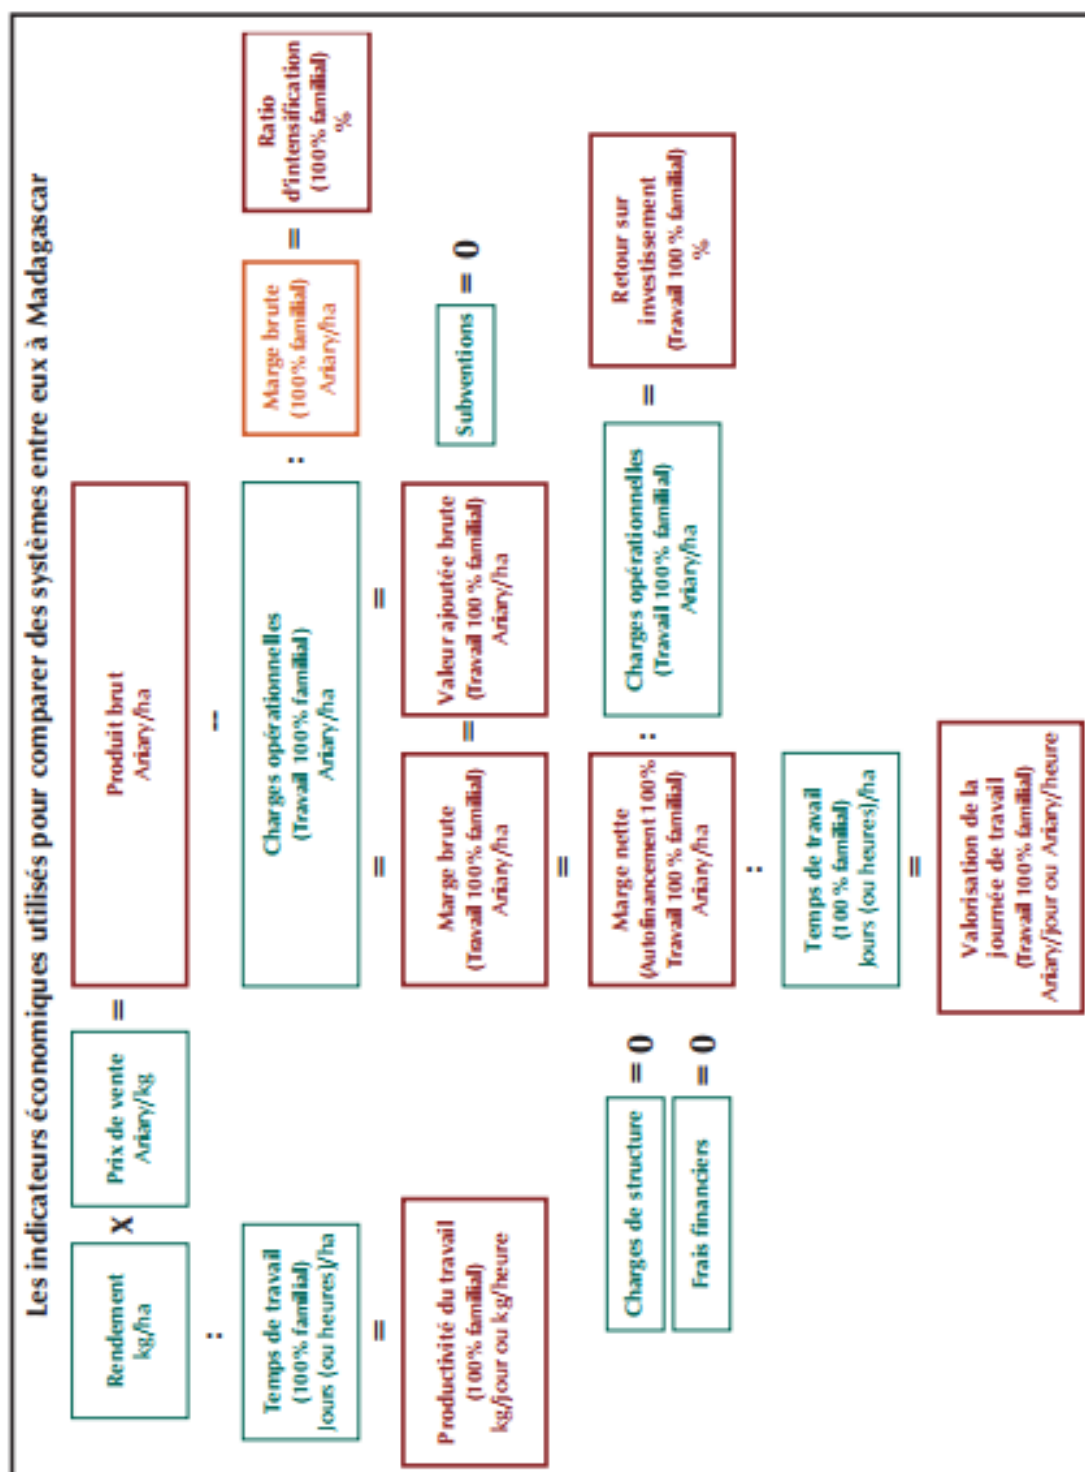 Les indicateurs économiques utilisés pour comparer des systèmes entre eux à Madagascar
Rendement
kg/ha
X
Prix de vente
Ariary/kg
=
Produit brut
Ariary/ha
:
--
Temps de travail
(100% familial)
Jours (ou heures)/ha
Charges opérationnelles
(Travail 100% familial)
Ariary/ha
:
Marge brute
(100% familial)
Ariary/ha
=
Ratio
d'intensification
(100% familial)
%
=
=
=
Productivité du travail
(100% familial)
kg/jour ou kg/heure
Marge brute
(Travail 100% familial)
Ariary/ha
=
Valeur ajoutée brute
(Travail 100 % familial)
Ariary/ha
Subventions
= 0
=
Charges de structure
= 0
Frais financiers
= 0
Marge nette
(Autofinancement 100%
Travail 100 % familial)
Ariary/ha
:
Charges opérationnelles
(Travail 100% familial)
Ariary/ha
=
Retour sur
investissement
(Travail 100 % familial)
%
:
Temps de travail
(100 % familial)
Jours (ou heures)/ha
=
Valorisation de la
journée de travail
(Travail 100% familial)
Ariary/jour ou Ariary/heure